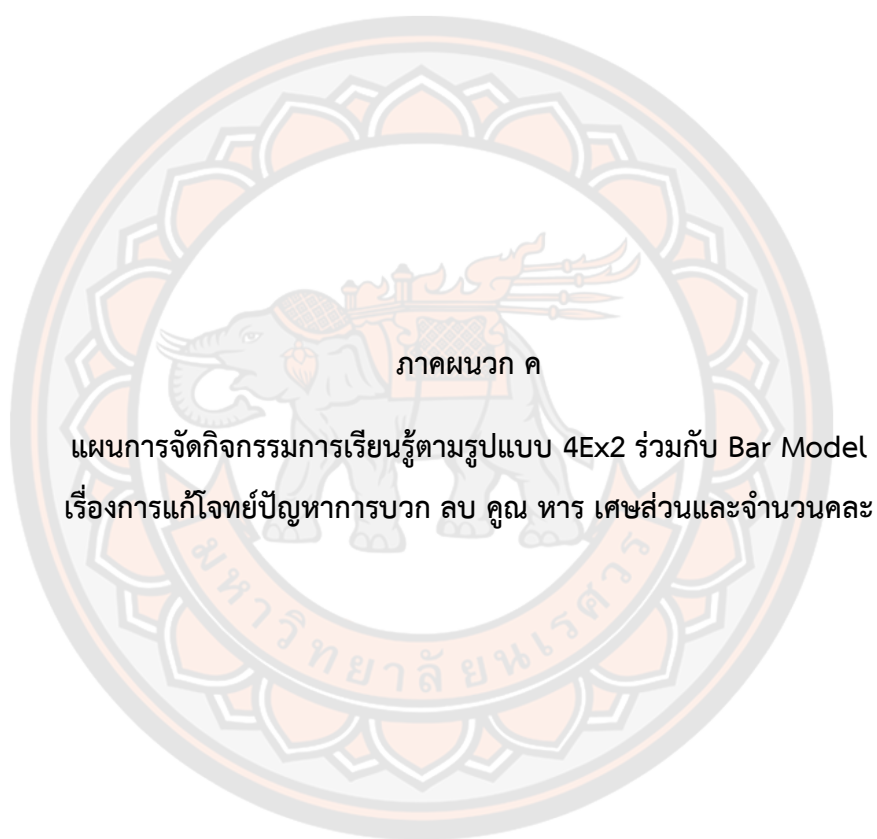 ภาคผนวก ค
แผนการจัดกิจกรรมการเรียนรู้ตามรูปแบบ 4Ex2 ร่วมกับ Bar Model
เรื่องการแก้โจทย์ปัญหาการบวก ลบ คูณ หาร เศษส่วนและจำนวนคละ
มหาวิทยาลัยนเรศวร